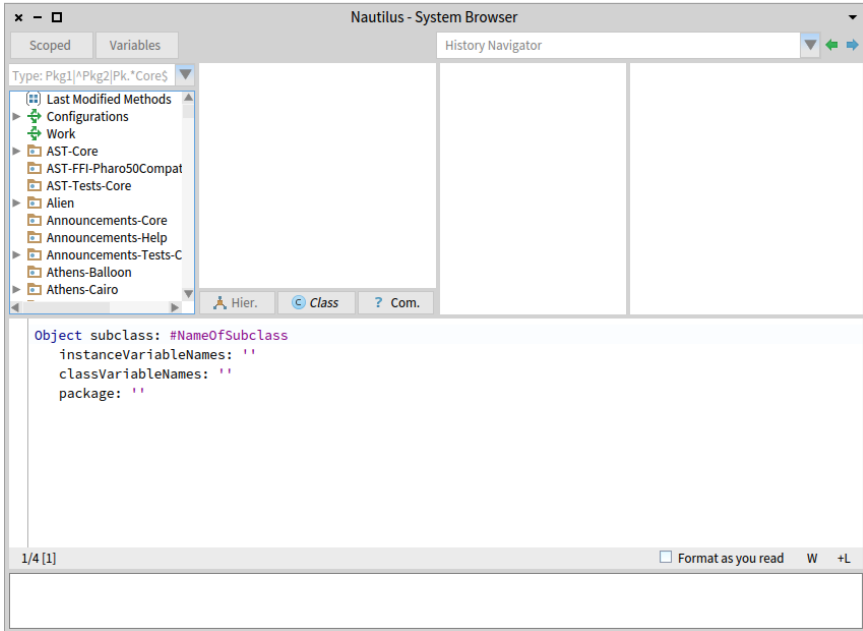 Nautilus - System Browser
Scoped
Variables
History Navigator
Type: Pkg1|^Pkg2|Pk.*Core$
Last Modified Methods
Configurations
Work
AST-Core
AST-FFI-Pharo50Compat
AST-Tests-Core
Alien
Announcements-Core
Announcements-Help
Announcements-Tests-C
Athens-Balloon
Athens-Cairo
Hier.
Class
? Com.
Object subclass: #NameOfSubclass
instanceVariableNames: ''
classVariableNames: ''
package: ''
1/4 [1]
Format as you read
W
+L